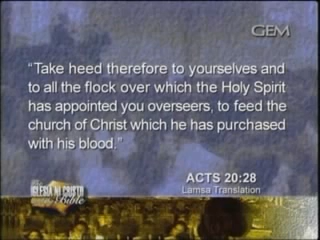 GEM
“Take heed therefore to yourselves and
to all the flock over which the Holy Spirit
has appointed you overseers, to feed the
church of Christ which he has purchased
with his blood.”
ACTS 20:28
Lamsa Translation
IGLESIA NI CRISTO
Bible